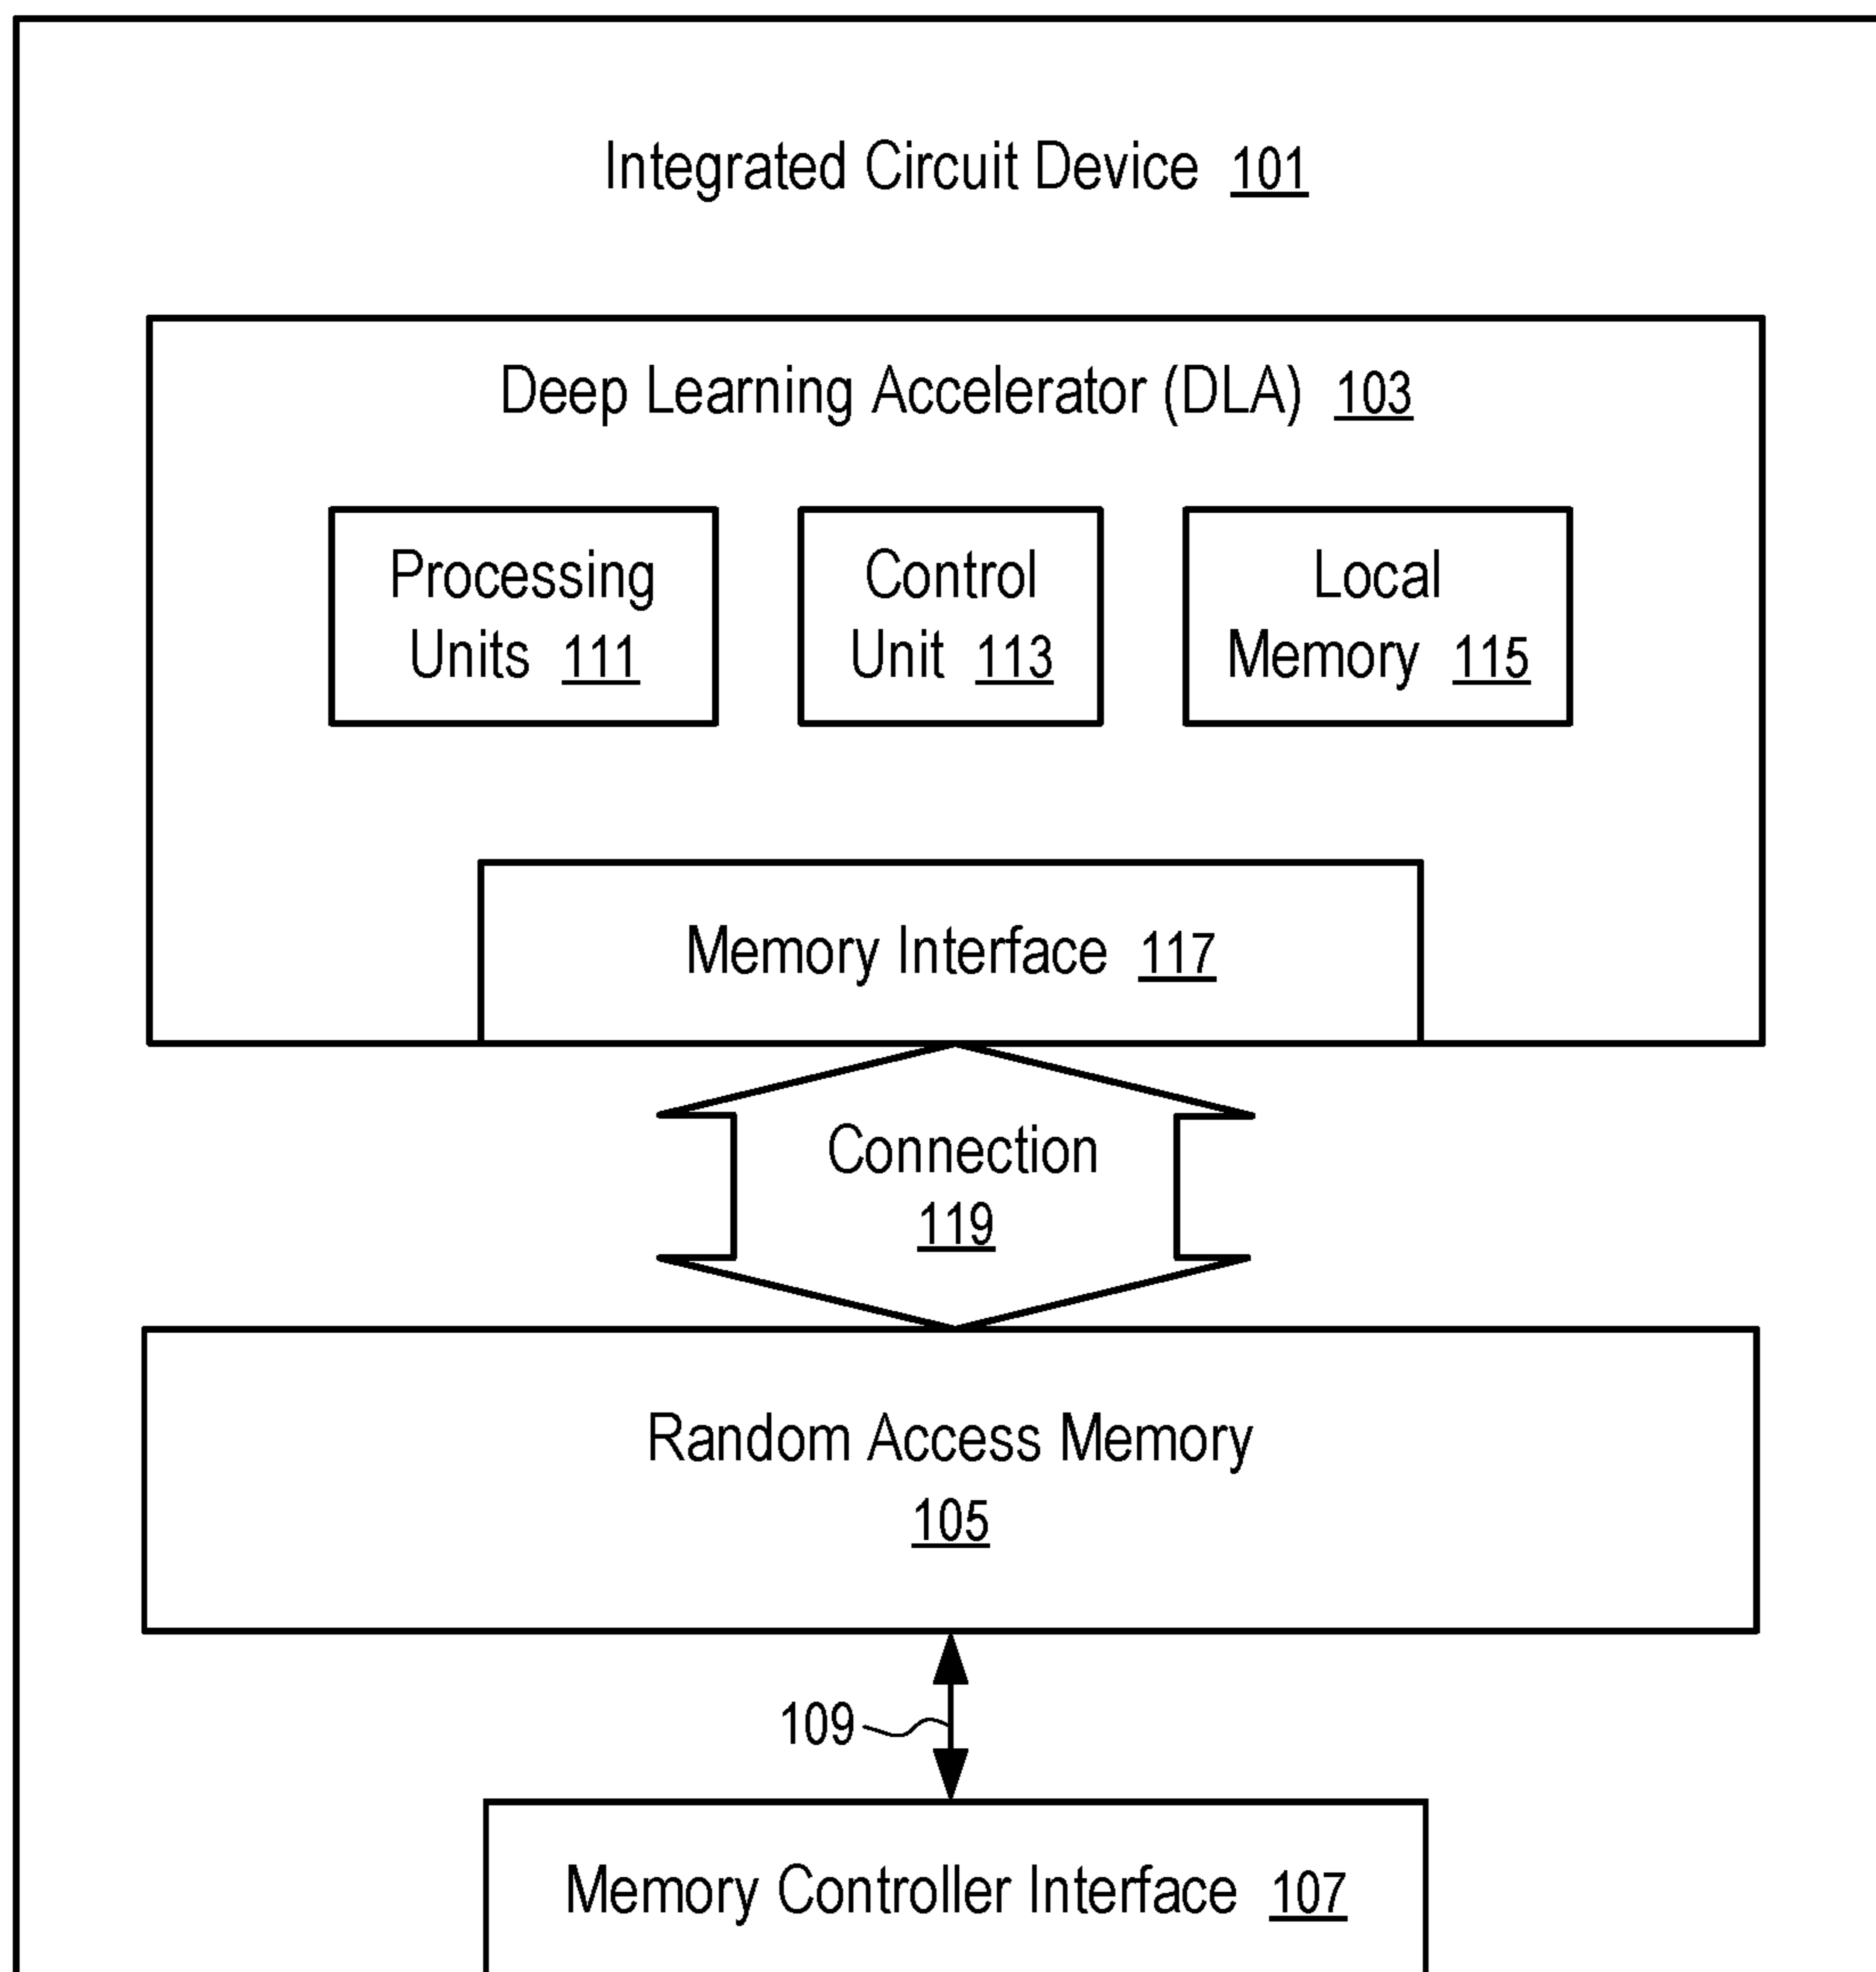 Integrated Circuit Device 101
Deep Learning Accelerator (DLA) 103
Processing
Units 111
Control
Unit 113
Local
Memory 115
Memory Interface 117
Connection
119
Random Access Memory
105
109
Memory Controller Interface 107